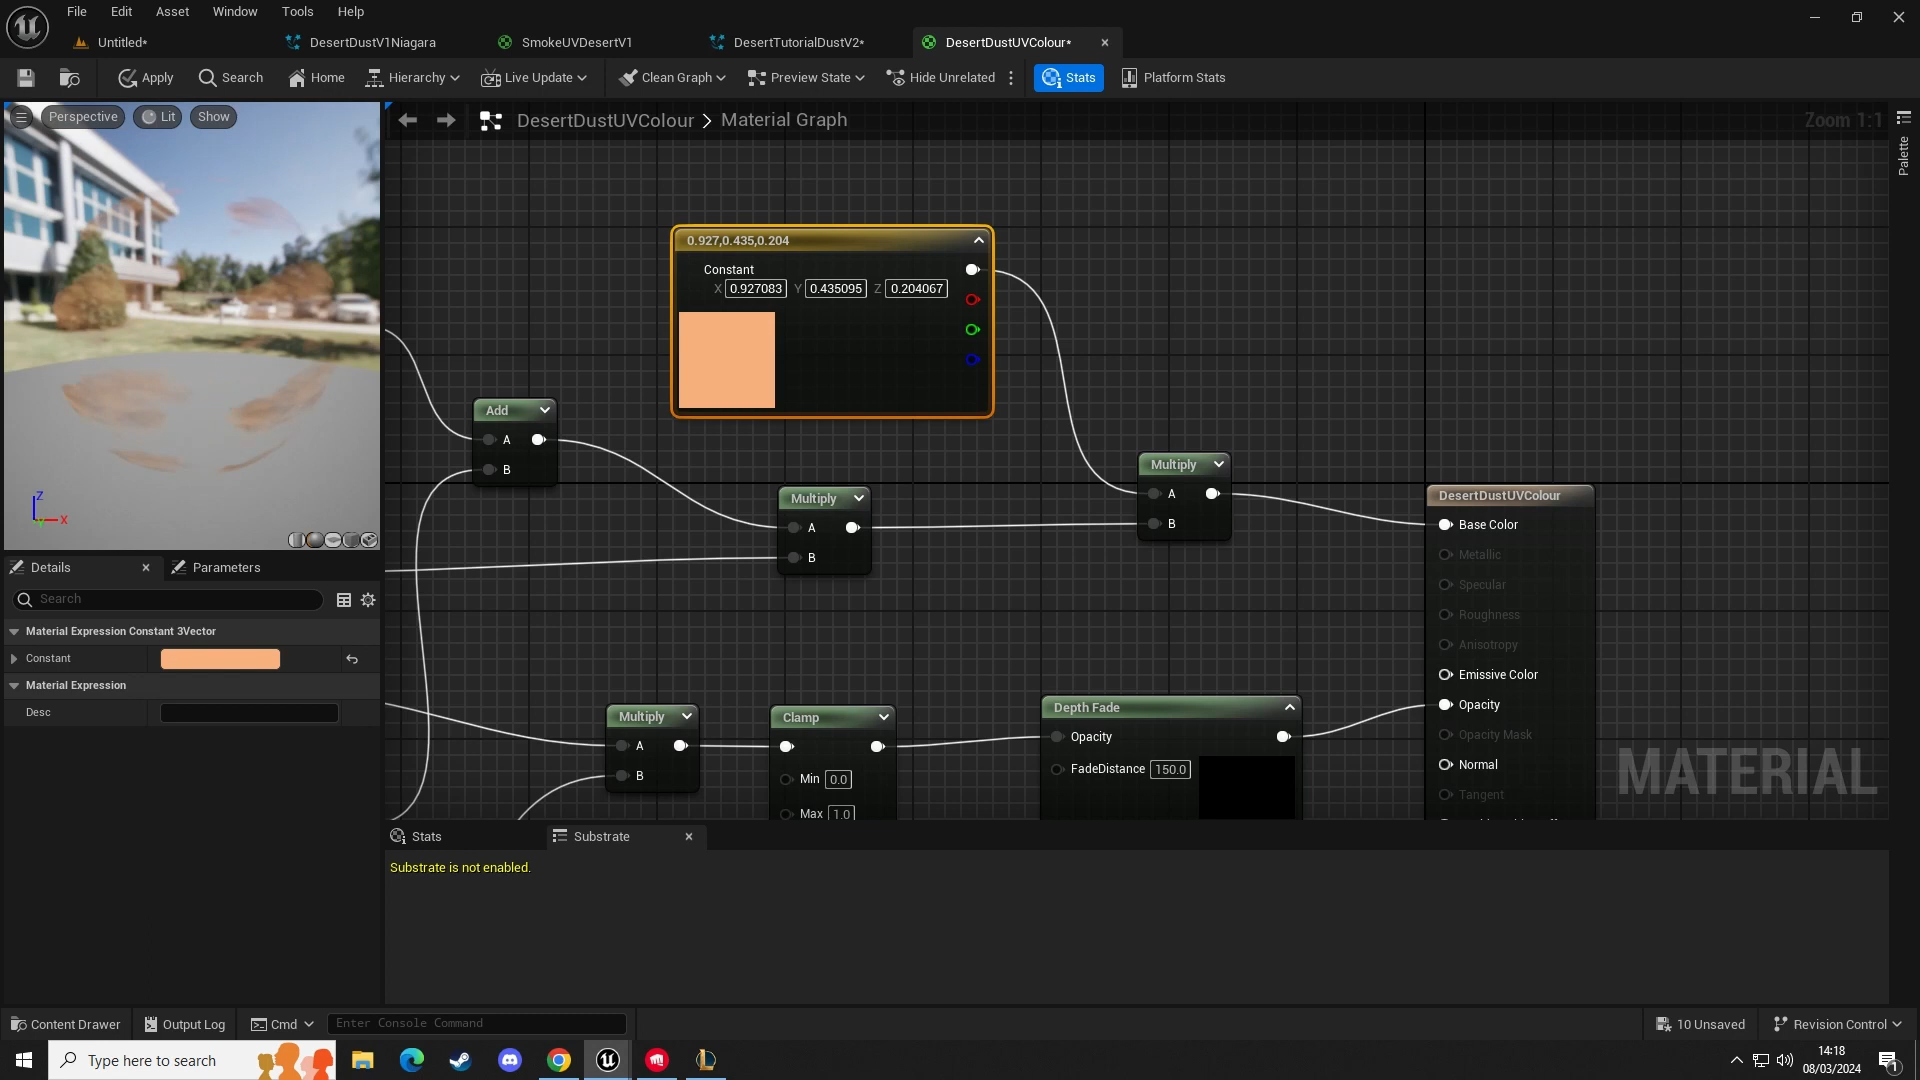 File Edit Asset Window Tools Help
Untitled* DesertDustV1Niagara SmokeUVDesertV1 DesertTutorialDustV2* DesertDustUVColour*
Apply Search Home Hierarchy Live Update Clean Graph Preview State Hide Unrelated Stats Platform Stats
Perspective Lit Show
DesertDustUVColour > Material Graph
Zoom 1:1
Palette
0.927,0.435,0.204
Constant
X 0.927083 Y 0.435095 Z 0.204067
Add
A
B
Multiply
A
B
Multiply
A
B
DesertDustUVColour
Base Color
Metallic
Specular
Roughness
Anisotropy
Emissive Color
Opacity
Opacity Mask
Normal
Tangent
Multiply
A
B
Clamp
Min 0.0
Max 1.0
Depth Fade
Opacity
FadeDistance 150.0
MATERIAL
Z
X
Details Parameters
Search
Material Expression Constant 3Vector
Constant
Material Expression
Desc
Stats Substrate
Substrate is not enabled.
Content Drawer Output Log Cmd Enter Console Command 10 Unsaved Revision Control
Type here to search
14:18
08/03/2024
1